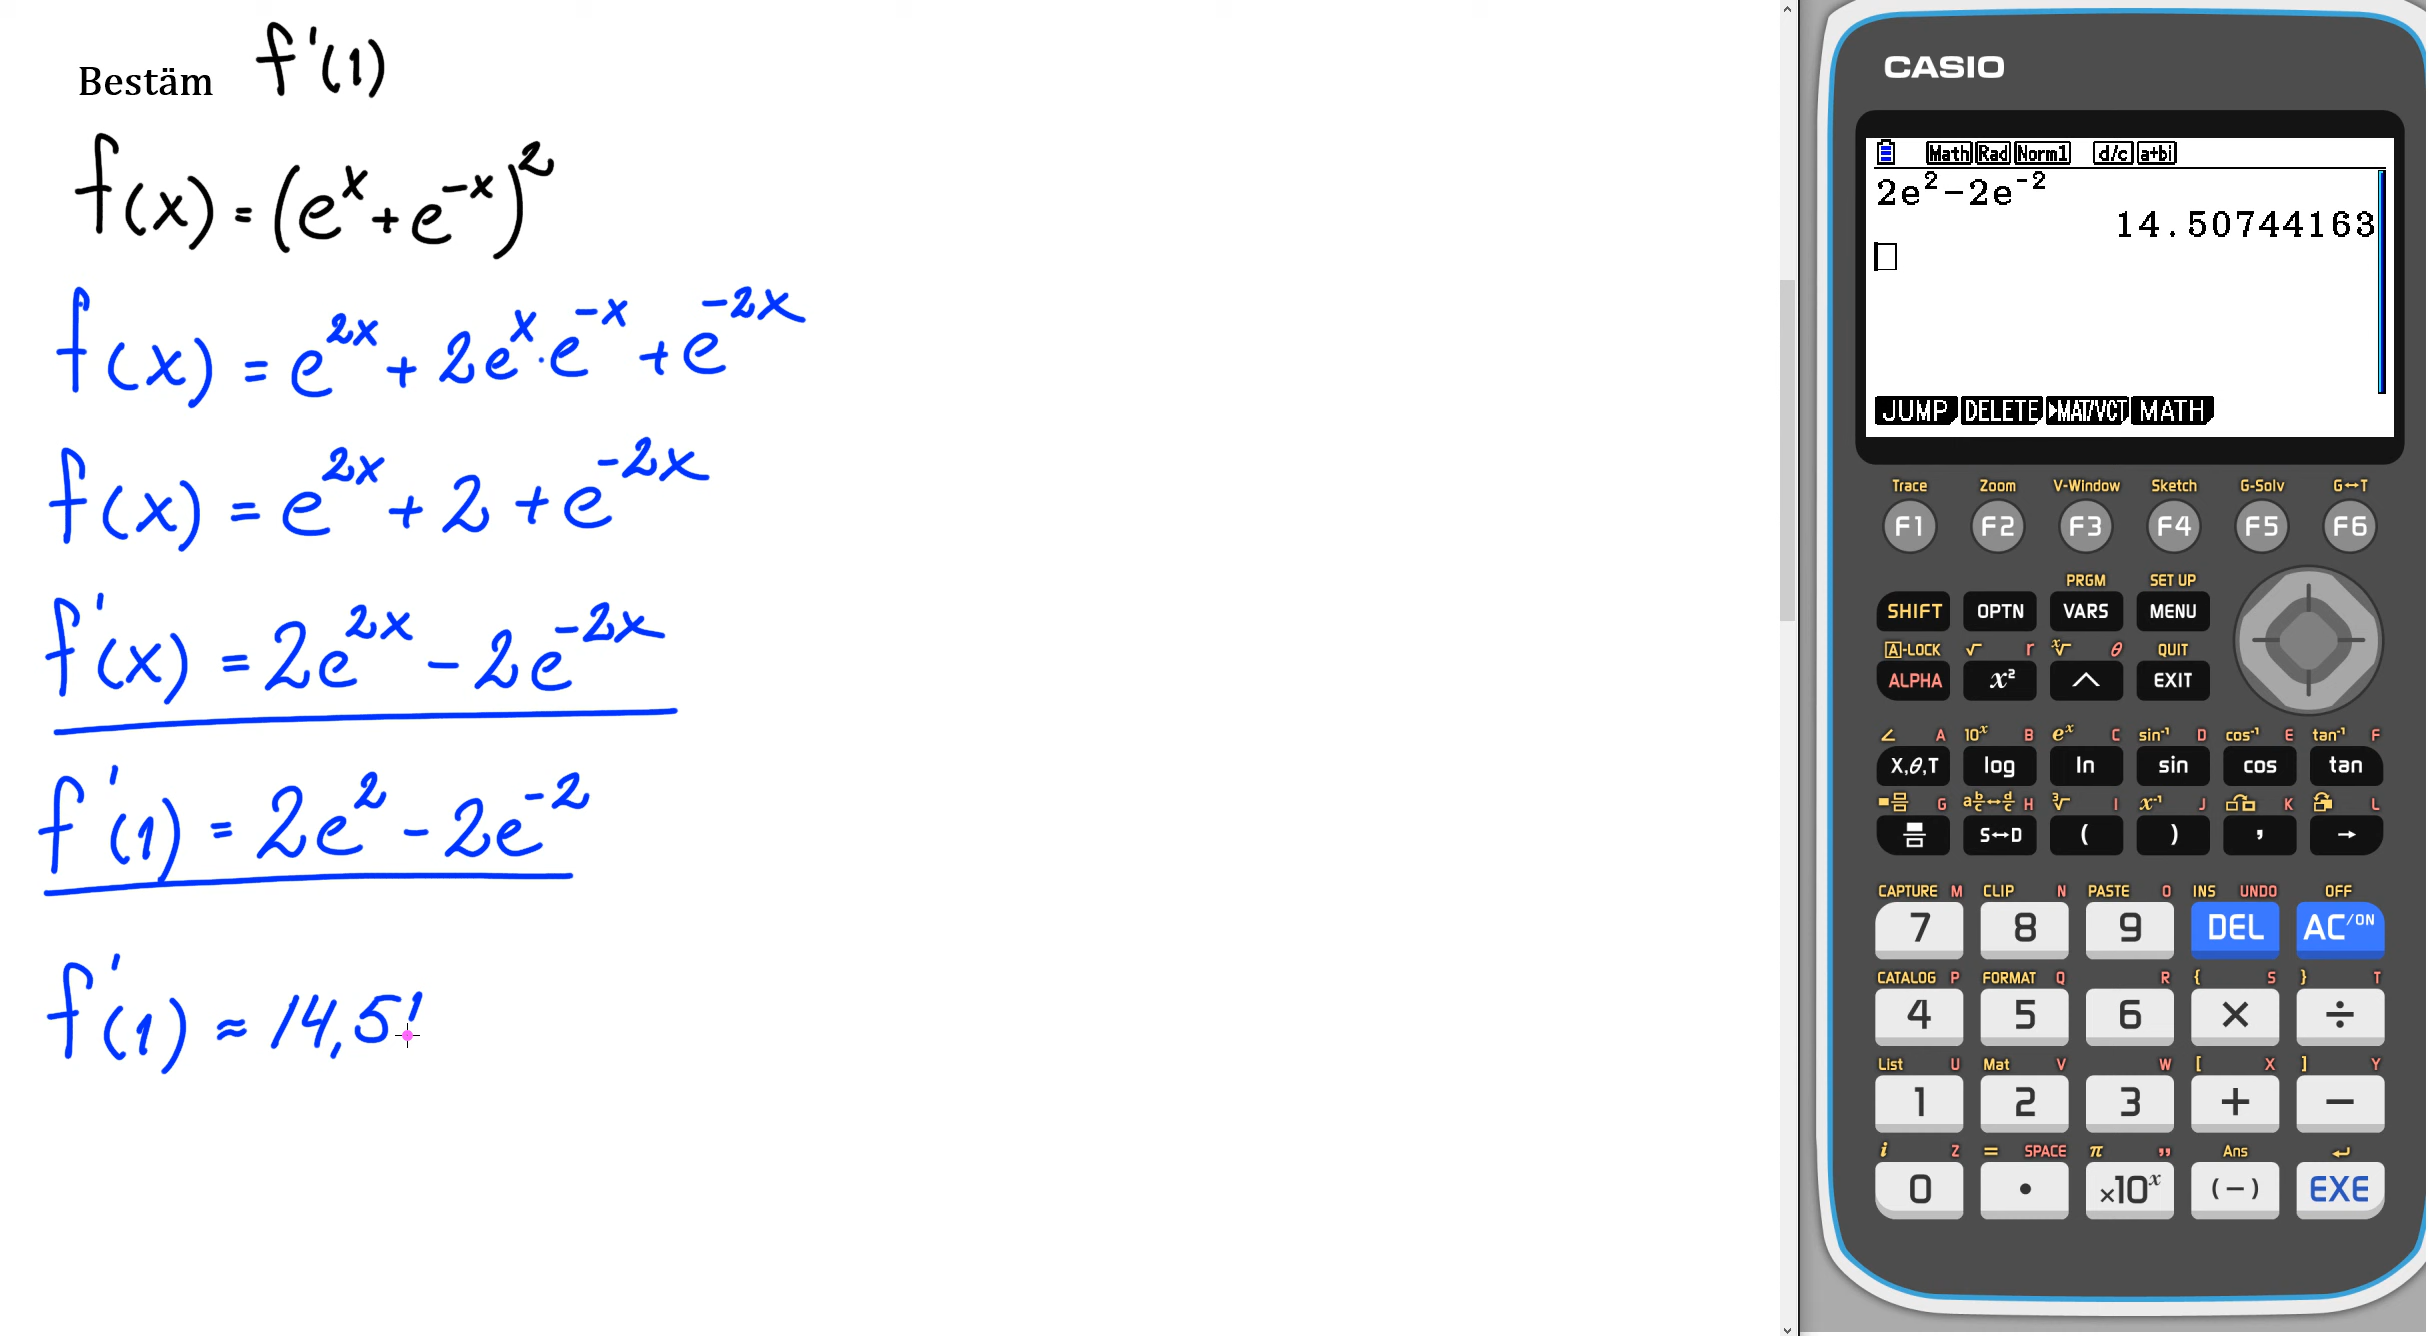 Bestäm f'(1)
f(x) = (e^x + e^-x)^2
f(x) = e^2x + 2e^x · e^-x + e^-2x
f(x) = e^2x + 2 + e^-2x
f'(x) = 2e^2x - 2e^-2x
f'(1) = 2e^2 - 2e^-2
f'(1) ≈ 14,5
CASIO
Math Rad Norm1 d/c a+bi
2e^2-2e^-2
14.50744163
JUMP DELETE ▶MAT/VCT MATH
Trace Zoom V-Window Sketch G-Solv G↔T
F1 F2 F3 F4 F5 F6
PRGM SET UP
SHIFT OPTN VARS MENU
A-LOCK √ r ˣ√ θ QUIT
ALPHA x² ^ EXIT
∠ A 10^x B e^x C sin⁻¹ D cos⁻¹ E tan⁻¹ F
X,θ,T log ln sin cos tan
G a b/c↔d/c H ³√ I x⁻¹ J K L
S↔D ( ) , →
CAPTURE M CLIP N PASTE O INS UNDO OFF
7 8 9 DEL AC/ON
CATALOG P FORMAT Q R { S } T
4 5 6 × ÷
List U Mat V W [ X ] Y
1 2 3 + −
i Z = SPACE π " Ans ↵
0 • ×10^x (−) EXE